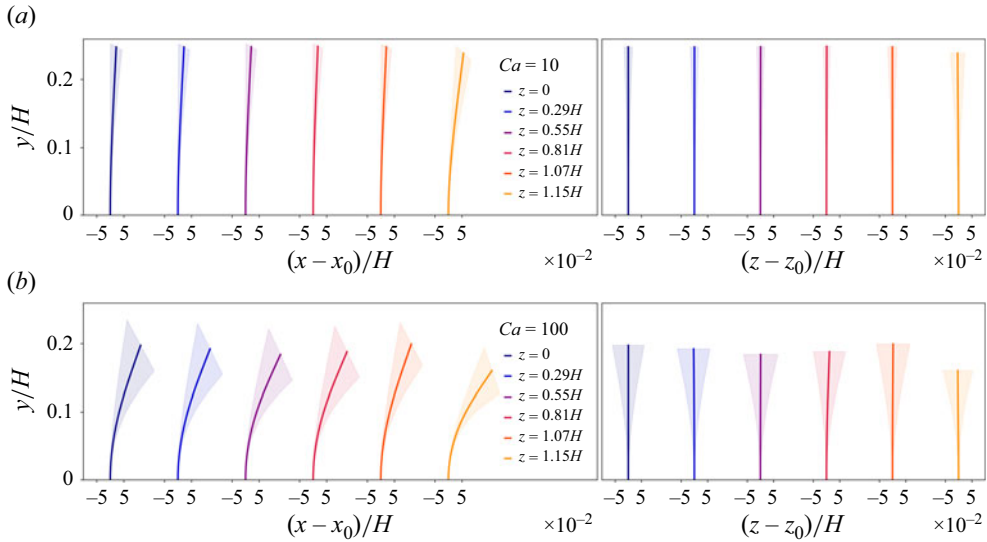 (a)
0.2
0.1
0
y/H
Ca = 10
z = 0
z = 0.29H
z = 0.55H
z = 0.81H
z = 1.07H
z = 1.15H
–5 5 –5 5 –5 5 –5 5 –5 5 –5 5
(x – x₀)/H
×10⁻²
–5 5 –5 5 –5 5 –5 5 –5 5 –5 5
(z – z₀)/H
×10⁻²
(b)
0.2
0.1
0
y/H
Ca = 100
z = 0
z = 0.29H
z = 0.55H
z = 0.81H
z = 1.07H
z = 1.15H
–5 5 –5 5 –5 5 –5 5 –5 5 –5 5
(x – x₀)/H
×10⁻²
–5 5 –5 5 –5 5 –5 5 –5 5 –5 5
(z – z₀)/H
×10⁻²